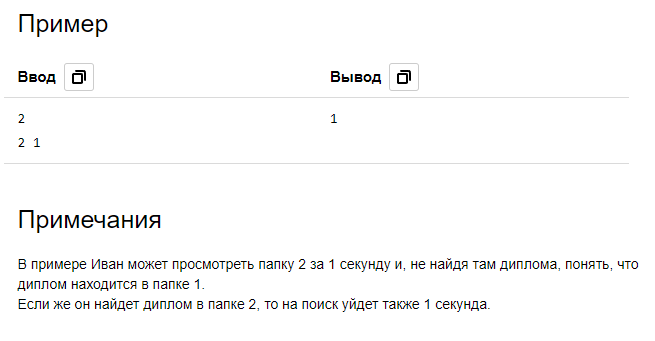 Пример
Ввод Вывод
2 1
2 1
Примечания
В примере Иван может просмотреть папку 2 за 1 секунду и, не найдя там диплома, понять, что
диплом находится в папке 1.
Если же он найдет диплом в папке 2, то на поиск уйдет также 1 секунда.